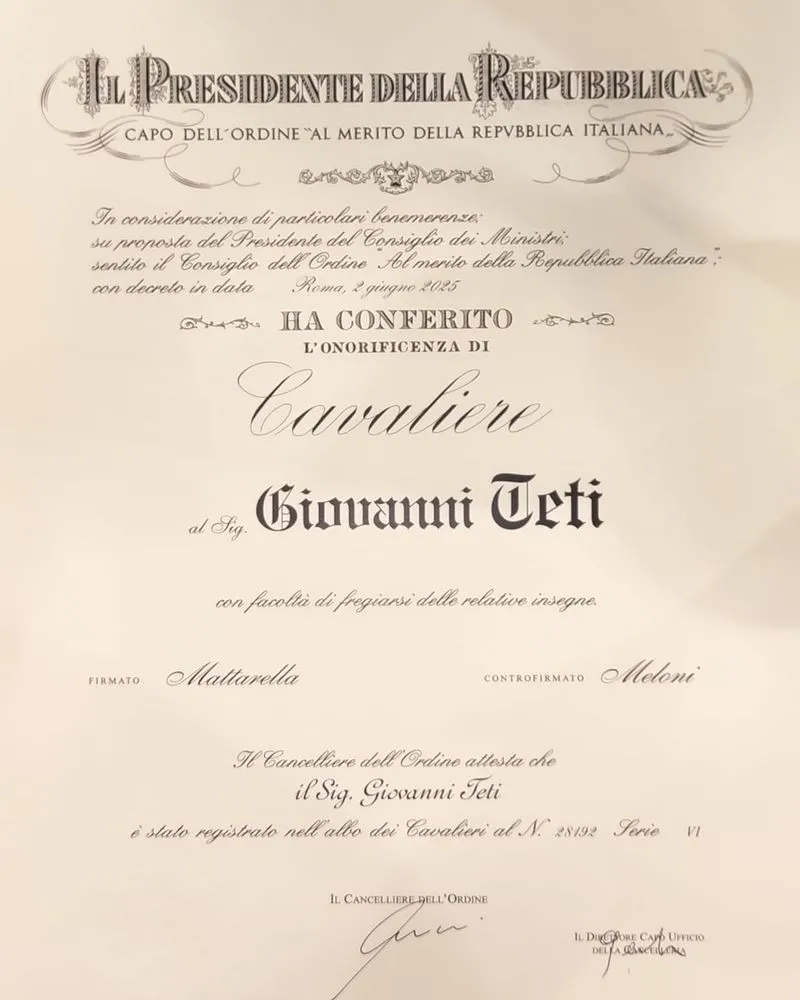 IL PRESIDENTE DELLA REPUBBLICA
CAPO DELL'ORDINE "AL MERITO DELLA REPVBBLICA ITALIANA„
In considerazione di particolari benemerenze;
su proposta del Presidente del Consiglio dei Ministri;
sentito il Consiglio dell'Ordine "Al merito della Repubblica Italiana";
con decreto in data Roma, 2 giugno 2025
HA CONFERITO
L'ONORIFICENZA DI
Cavaliere
al Sig. Giovanni Teti
con facoltà di fregiarsi delle relative insegne.
FIRMATO Mattarella CONTROFIRMATO Meloni
Il Cancelliere dell'Ordine attesta che
il Sig. Giovanni Teti
è stato registrato nell'albo dei Cavalieri al N. 28192 Serie VI
IL CANCELLIERE DELL'ORDINE
IL DIRETTORE CAPO UFFICIO
DELLA CANCELLERIA